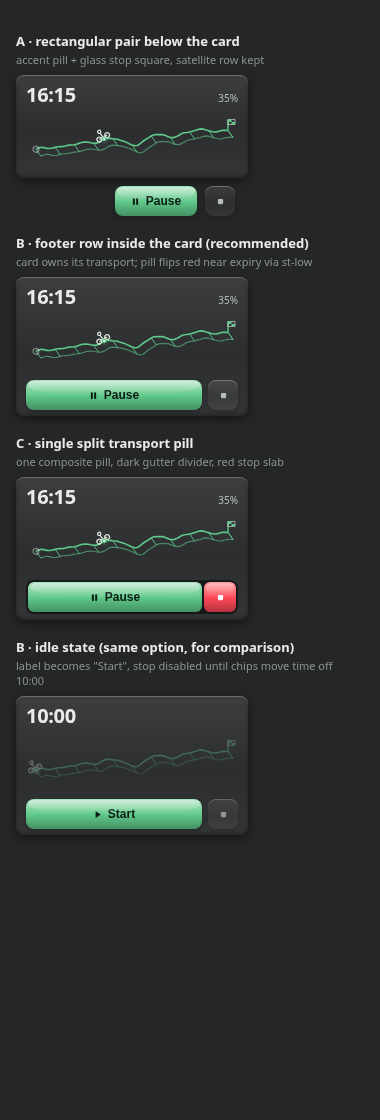 A · rectangular pair below the card
accent pill + glass stop square, satellite row kept
16:15
35%
Pause
B · footer row inside the card (recommended)
card owns its transport; pill flips red near expiry via st-low
16:15
35%
Pause
C · single split transport pill
one composite pill, dark gutter divider, red stop slab
16:15
35%
Pause
B · idle state (same option, for comparison)
label becomes "Start", stop disabled until chips move time off
10:00
10:00
Start